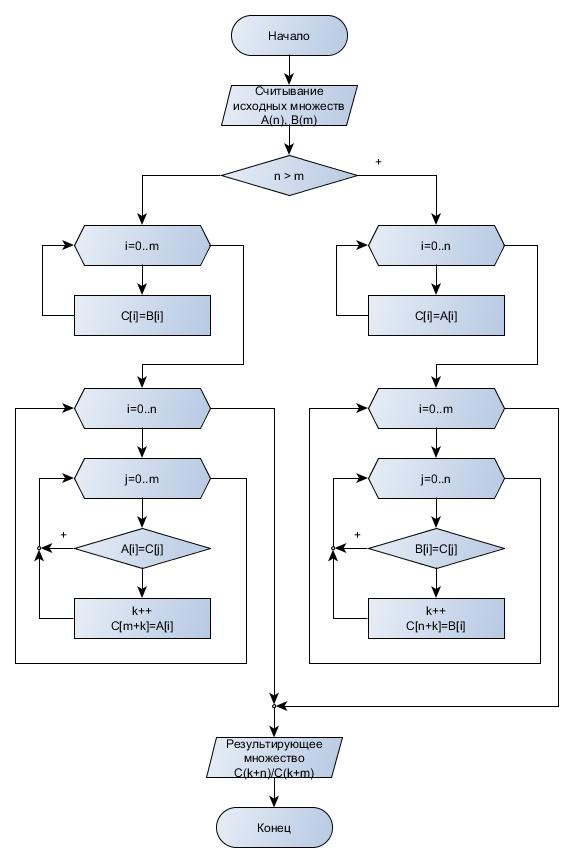 Начало
Считывание
исходных множеств
A(n), B(m)
n > m
+
i=0..m
C[i]=B[i]
i=0..n
j=0..m
+
A[i]=C[j]
k++
C[m+k]=A[i]
i=0..n
C[i]=A[i]
i=0..m
j=0..n
+
B[i]=C[j]
k++
C[n+k]=B[i]
Результирующее
множество
C(k+n)/C(k+m)
Конец